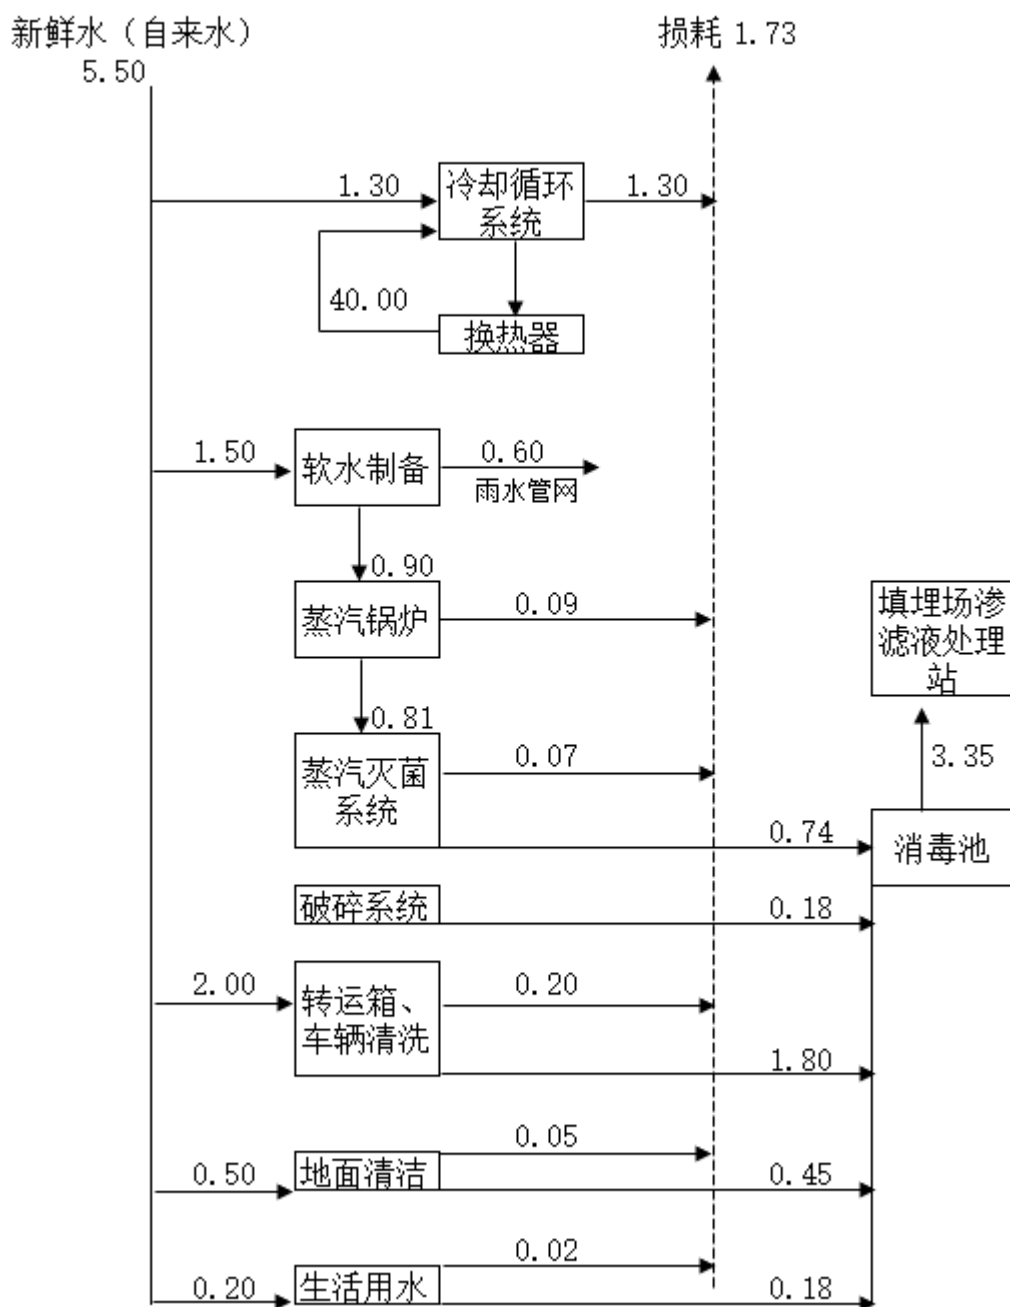 新鲜水（自来水）
5.50
损耗 1.73
1.30
冷却循环
系统
1.30
40.00
换热器
1.50
软水制备
0.60
雨水管网
0.90
蒸汽锅炉
0.09
填埋场渗
滤液处理
站
0.81
蒸汽灭菌
系统
0.07
3.35
0.74
消毒池
破碎系统
0.18
2.00
转运箱、
车辆清洗
0.20
1.80
0.05
0.50
地面清洁
0.45
0.02
0.20
生活用水
0.18